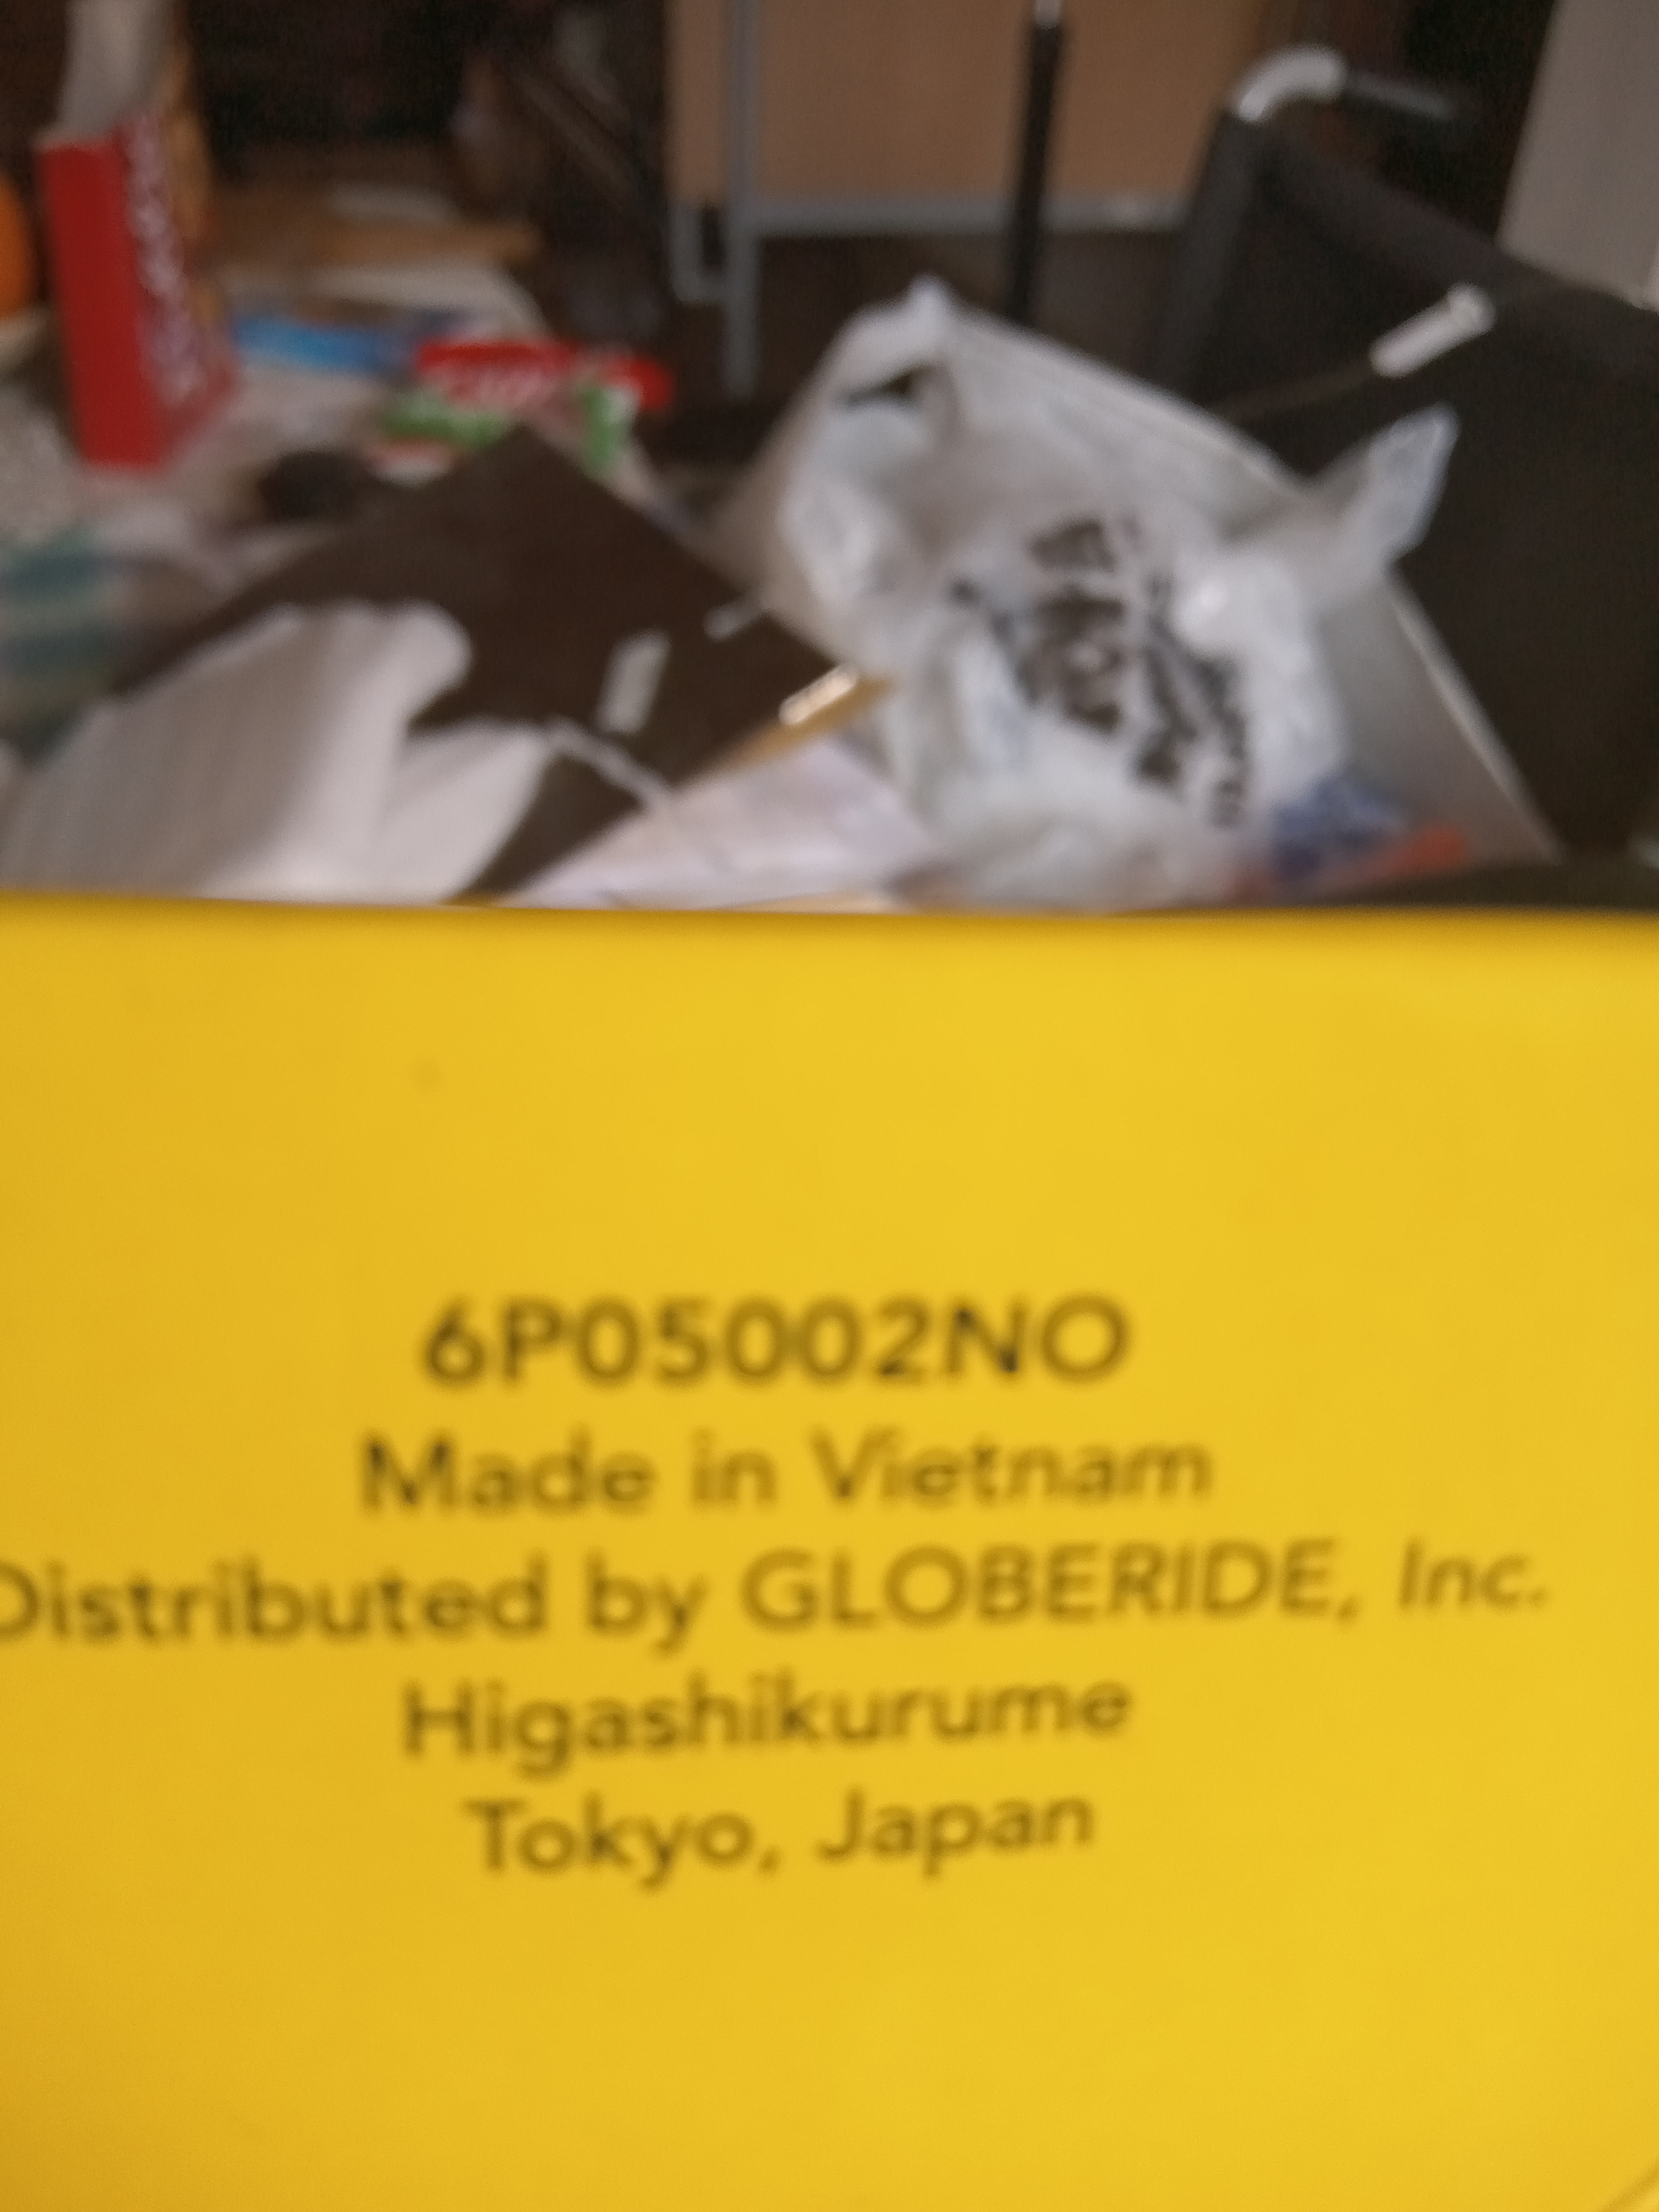 6P05002NO
Made in Vietnam
Distributed by GLOBERIDE, Inc.
Higashikurume
Tokyo, Japan